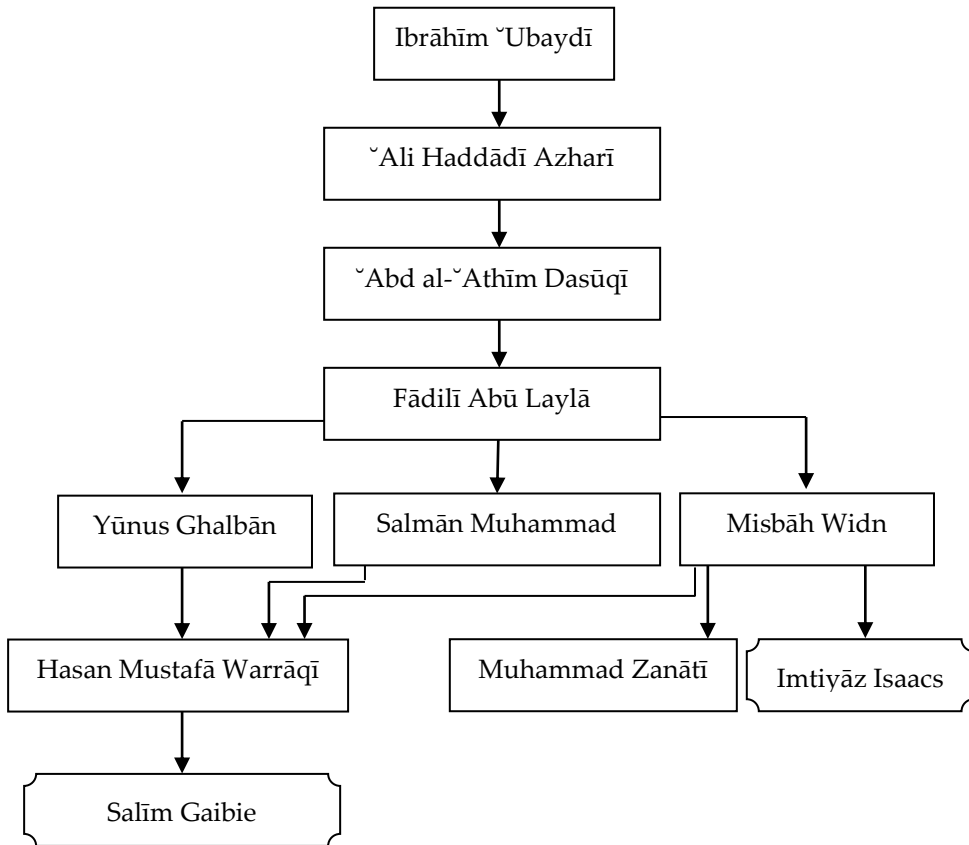 Ibrāhīm ˘Ubaydī
˘Ali Haddādī Azharī
˘Abd al-˘Athīm Dasūqī
Fādilī Abū Laylā
Yūnus Ghalbān
Salmān Muhammad
Misbāh Widn
Hasan Mustafā Warrāqī
Muhammad Zanātī
Imtiyāz Isaacs
Salīm Gaibie